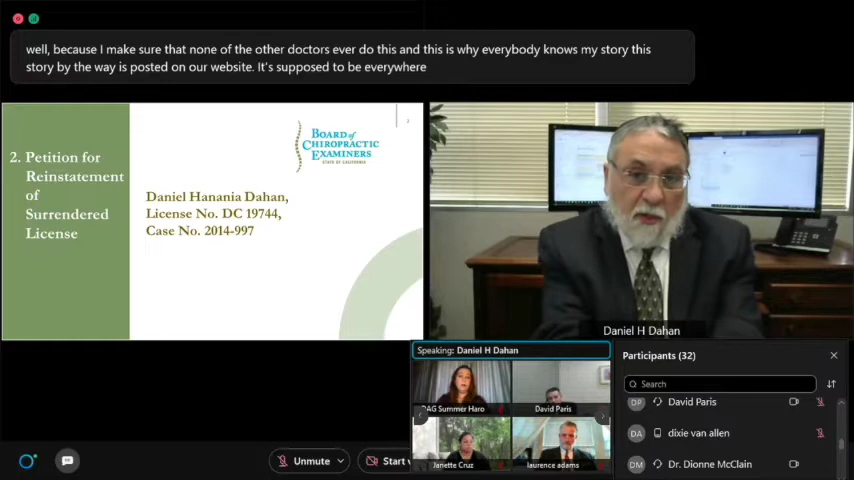 well, because I make sure that none of the other doctors ever do this and this is why everybody knows my story this
story by the way is posted on our website. It's supposed to be everywhere
2
BOARD of
CHIROPRACTIC
EXAMINERS
STATE OF CALIFORNIA
2. Petition for
Reinstatement
of
Surrendered
License
Daniel Hanania Dahan,
License No. DC 19744,
Case No. 2014-997
Daniel H Dahan
Speaking: Daniel H Dahan
DAG Summer Haro
David Paris
Janette Cruz
laurence adams
Participants (32)
Search
DP David Paris
DA dixie van allen
DM Dr. Dionne McClain
Unmute
Start v